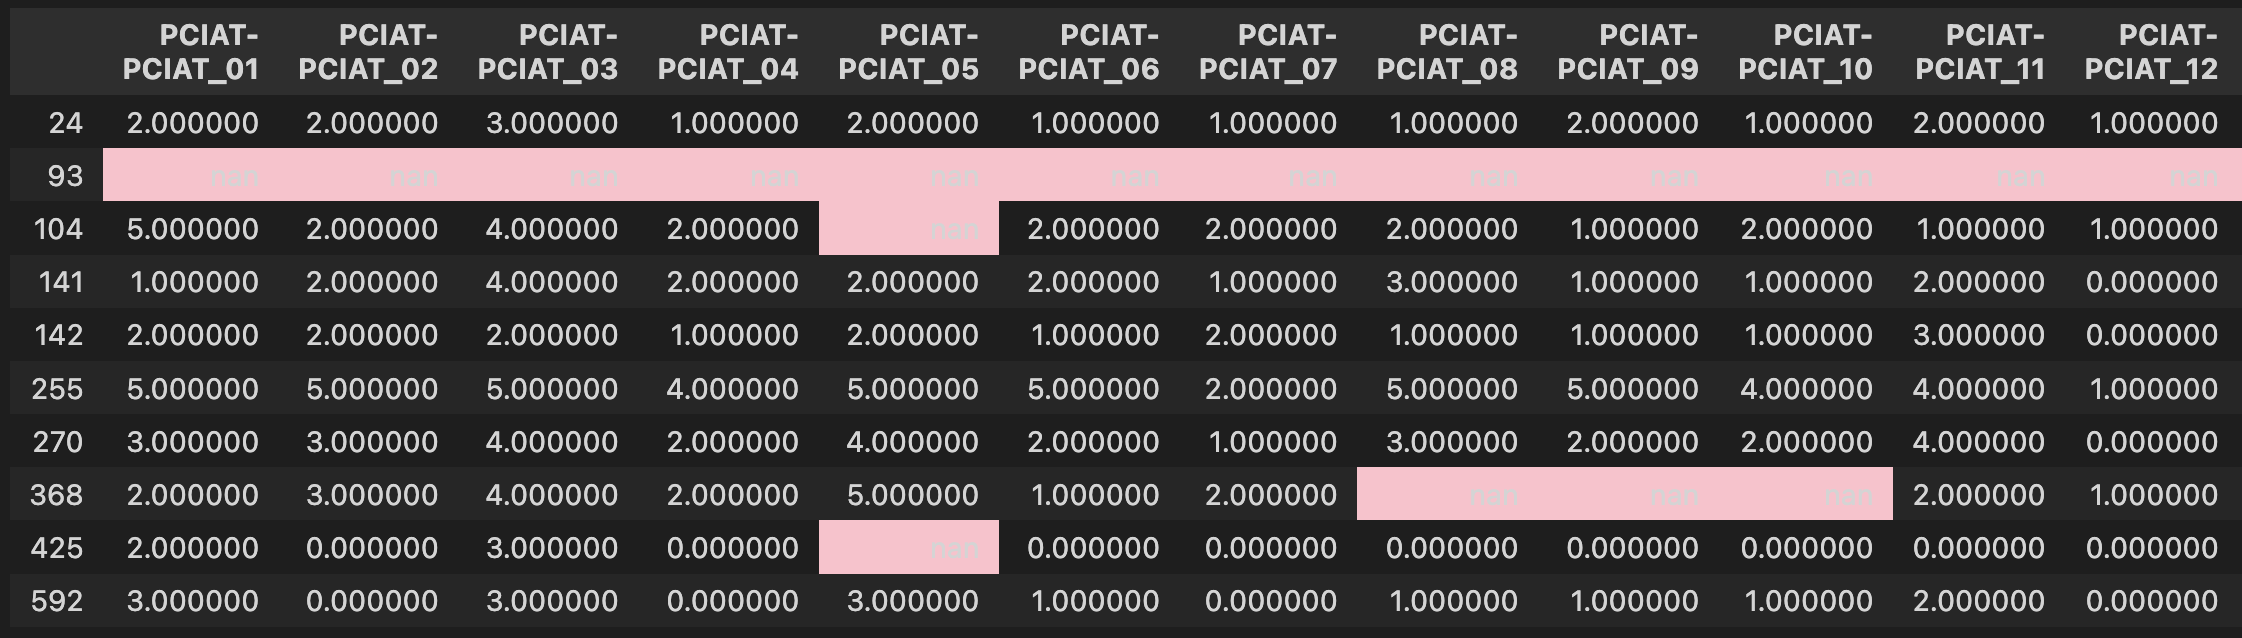 PCIAT- PCIAT- PCIAT- PCIAT- PCIAT- PCIAT- PCIAT- PCIAT- PCIAT- PCIAT- PCIAT- PCIAT-
PCIAT_01 PCIAT_02 PCIAT_03 PCIAT_04 PCIAT_05 PCIAT_06 PCIAT_07 PCIAT_08 PCIAT_09 PCIAT_10 PCIAT_11 PCIAT_12
24 2.000000 2.000000 3.000000 1.000000 2.000000 1.000000 1.000000 1.000000 2.000000 1.000000 2.000000 1.000000
93 nan nan nan nan nan nan nan nan nan nan nan nan
104 5.000000 2.000000 4.000000 2.000000 nan 2.000000 2.000000 2.000000 1.000000 2.000000 1.000000 1.000000
141 1.000000 2.000000 4.000000 2.000000 2.000000 2.000000 1.000000 3.000000 1.000000 1.000000 2.000000 0.000000
142 2.000000 2.000000 2.000000 1.000000 2.000000 1.000000 2.000000 1.000000 1.000000 1.000000 3.000000 0.000000
255 5.000000 5.000000 5.000000 4.000000 5.000000 5.000000 2.000000 5.000000 5.000000 4.000000 4.000000 1.000000
270 3.000000 3.000000 4.000000 2.000000 4.000000 2.000000 1.000000 3.000000 2.000000 2.000000 4.000000 0.000000
368 2.000000 3.000000 4.000000 2.000000 5.000000 1.000000 2.000000 nan nan nan 2.000000 1.000000
425 2.000000 0.000000 3.000000 0.000000 nan 0.000000 0.000000 0.000000 0.000000 0.000000 0.000000 0.000000
592 3.000000 0.000000 3.000000 0.000000 3.000000 1.000000 0.000000 1.000000 1.000000 1.000000 2.000000 0.000000